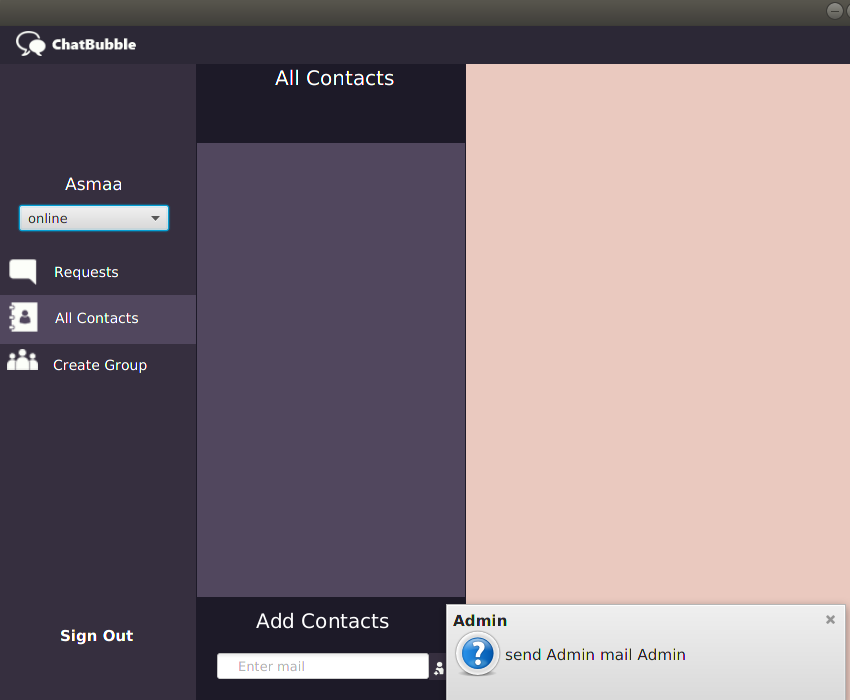 ChatBubble
Asmaa
online
Requests
All Contacts
Create Group
Sign Out
All Contacts
Add Contacts
Enter mail
Admin
send Admin mail Admin